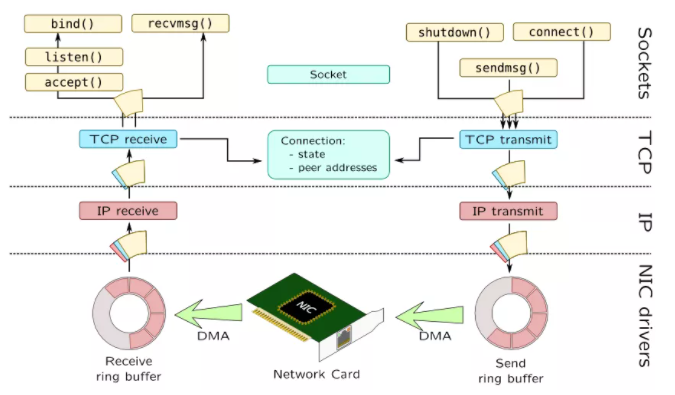 bind()
recvmsg()
listen()
accept()
Socket
shutdown()
connect()
sendmsg()
Sockets
TCP receive
Connection:
- state
- peer addresses
TCP transmit
TCP
IP receive
IP transmit
IP
NIC
DMA
DMA
Receive
ring buffer
Network Card
Send
ring buffer
NIC drivers